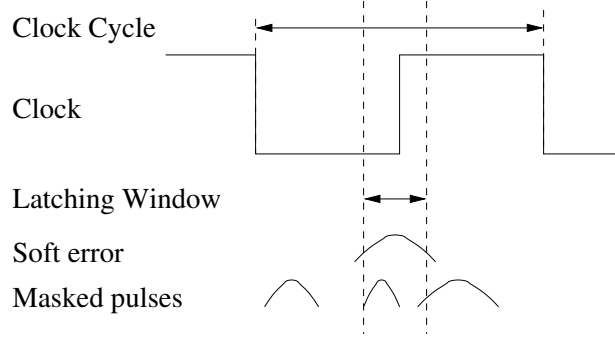 Clock Cycle
Clock
Latching Window
Soft error
Masked pulses